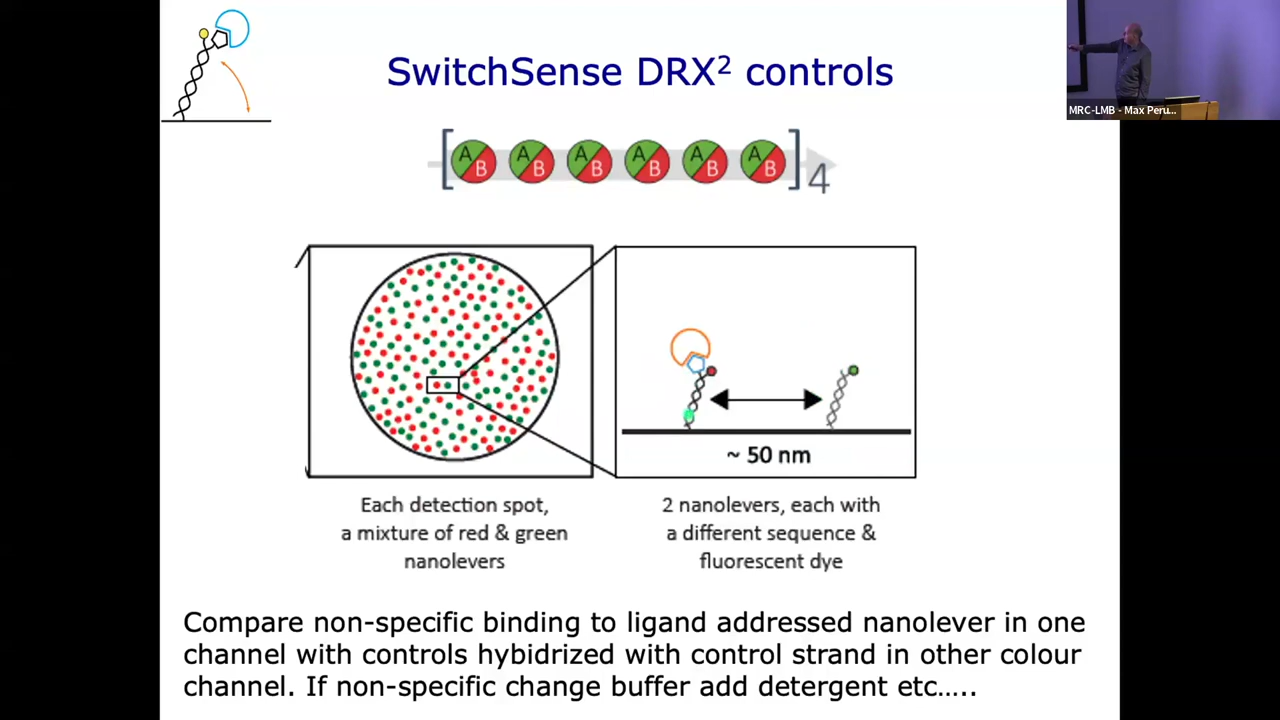 SwitchSense DRX² controls
MRC-LMB - Max Peru...
[ A B A B A B A B A B A B ] 4
~ 50 nm
Each detection spot,
a mixture of red & green
nanolevers
2 nanolevers, each with
a different sequence &
fluorescent dye
Compare non-specific binding to ligand addressed nanolever in one
channel with controls hybidrized with control strand in other colour
channel. If non-specific change buffer add detergent etc…..